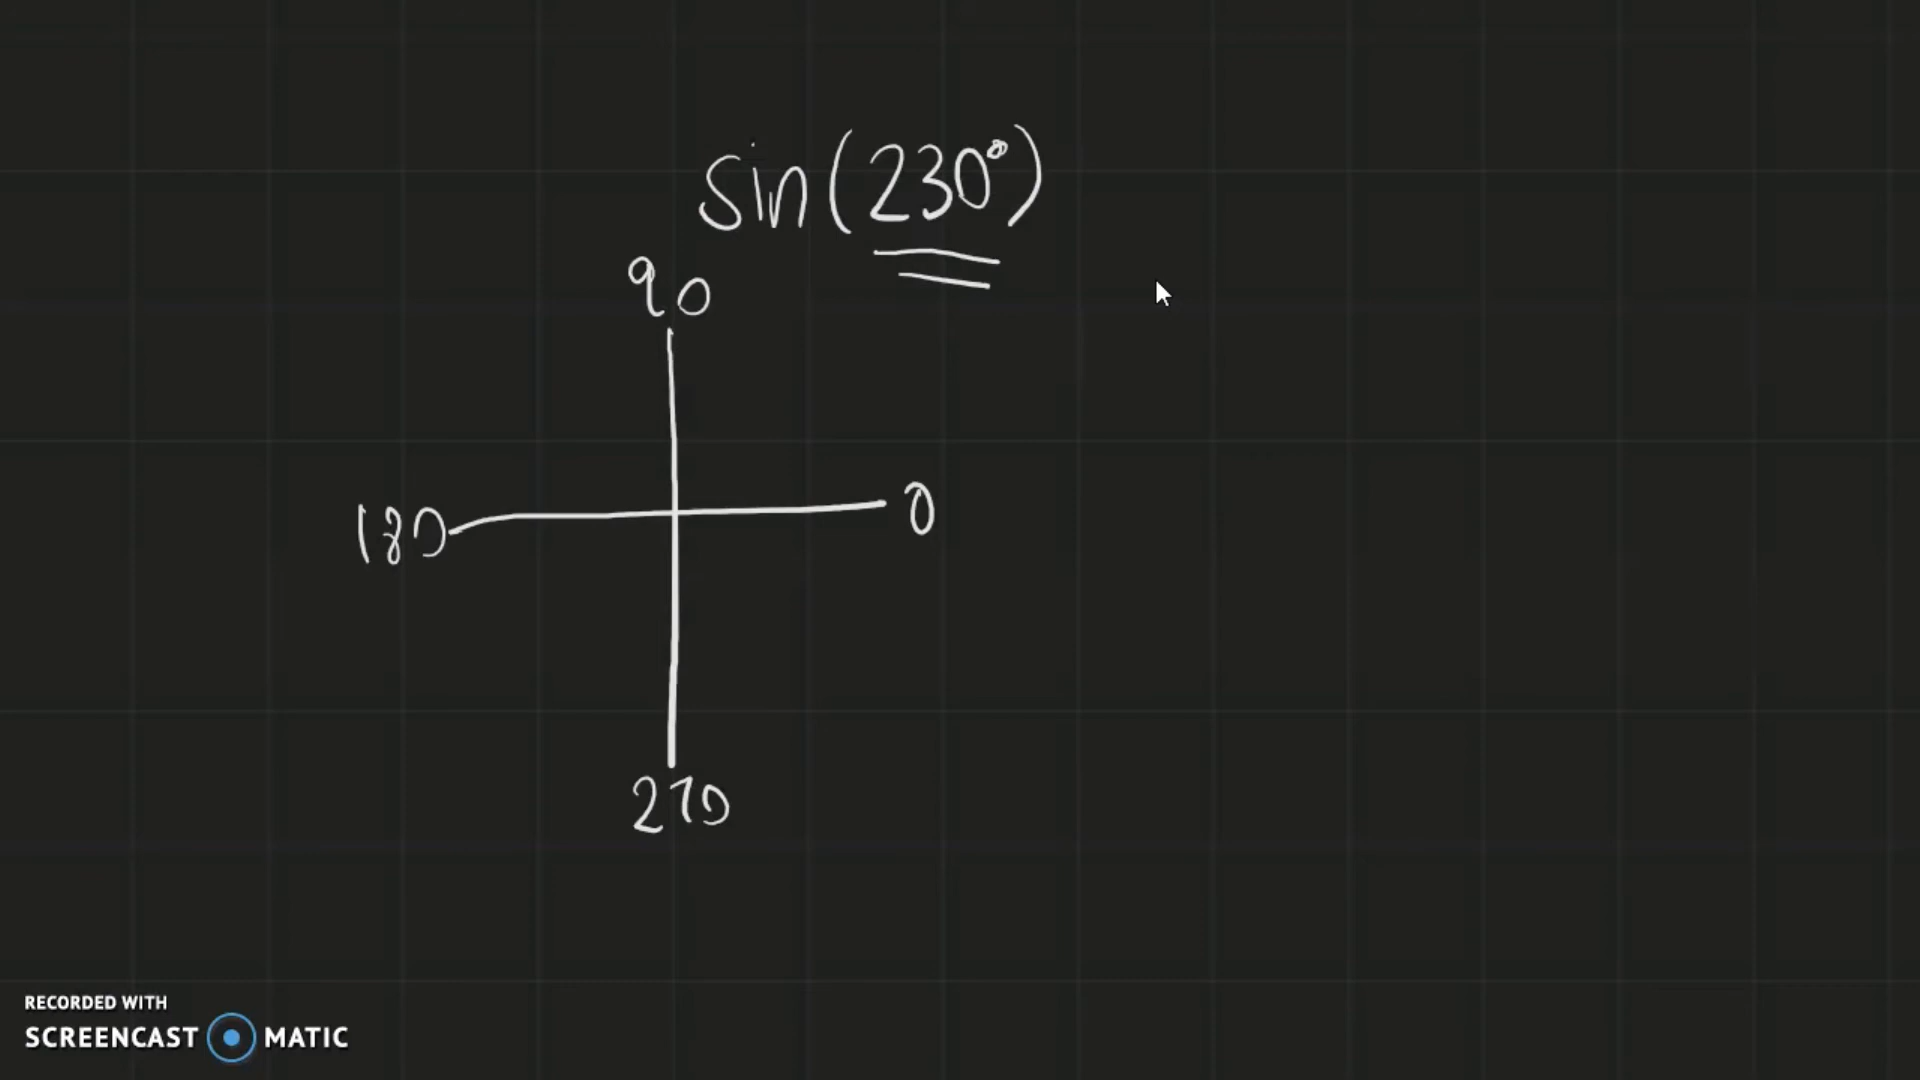 sin(230°)
90
180
0
270
RECORDED WITH
SCREENCAST MATIC